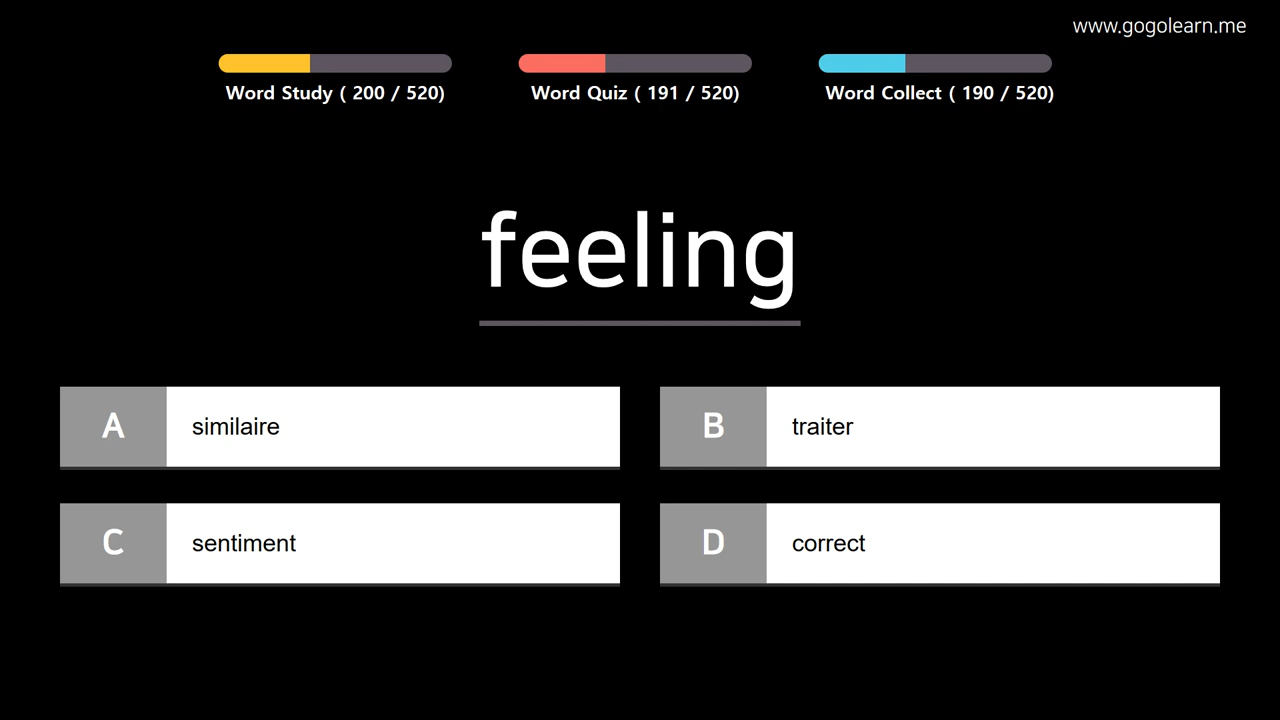 www.gogolearn.me
Word Study ( 200 / 520)
Word Quiz ( 191 / 520)
Word Collect ( 190 / 520)
feeling
A similaire
B traiter
C sentiment
D correct